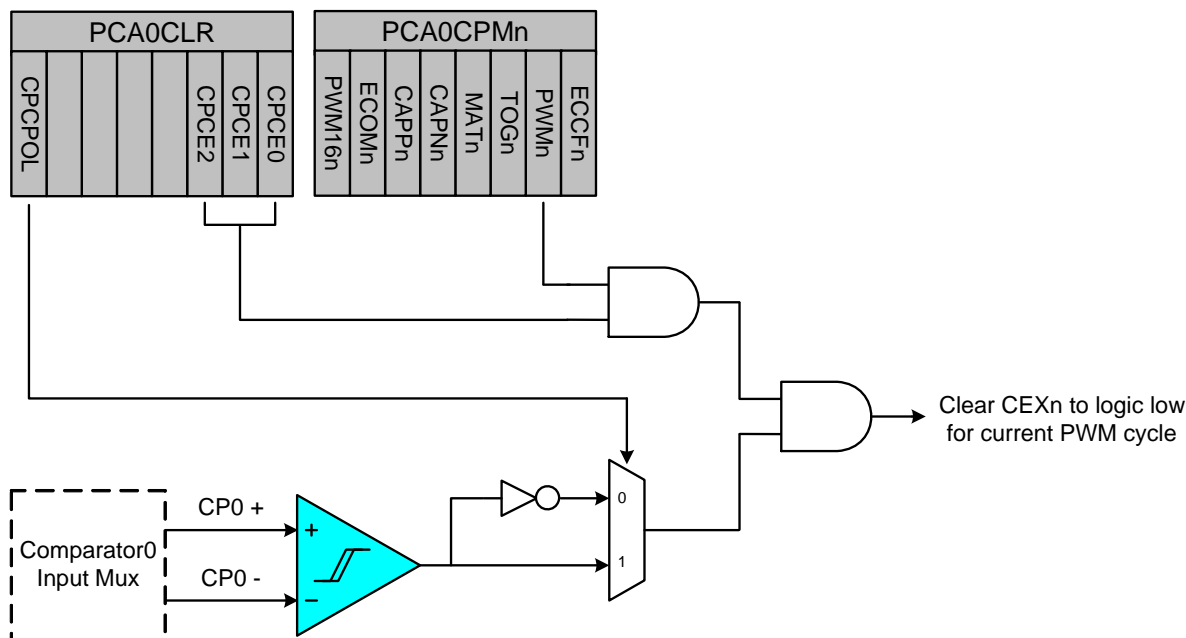 PCA0CLR
PCA0CPMn
CPCPOL
CPCE2
CPCE1
CPCE0
PWM16n
ECOMn
CAPPn
CAPNn
MATn
TOGn
PWMn
ECCFn
Clear CEXn to logic low
for current PWM cycle
0
1
Comparator0
Input Mux
CP0 +
CP0 -
+
−